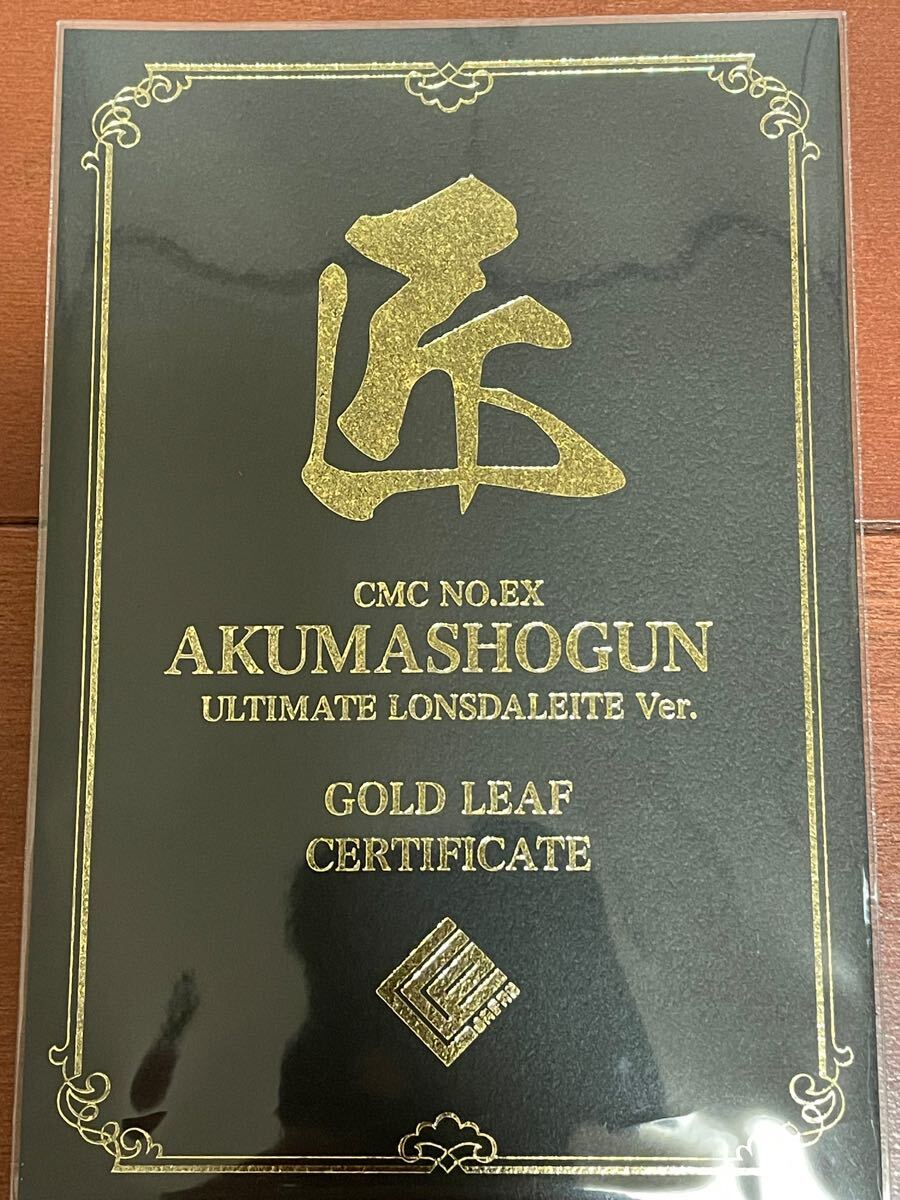 匠
CMC NO.EX
AKUMASHOGUN
ULTIMATE LONSDALEITE Ver.
GOLD LEAF
CERTIFICATE